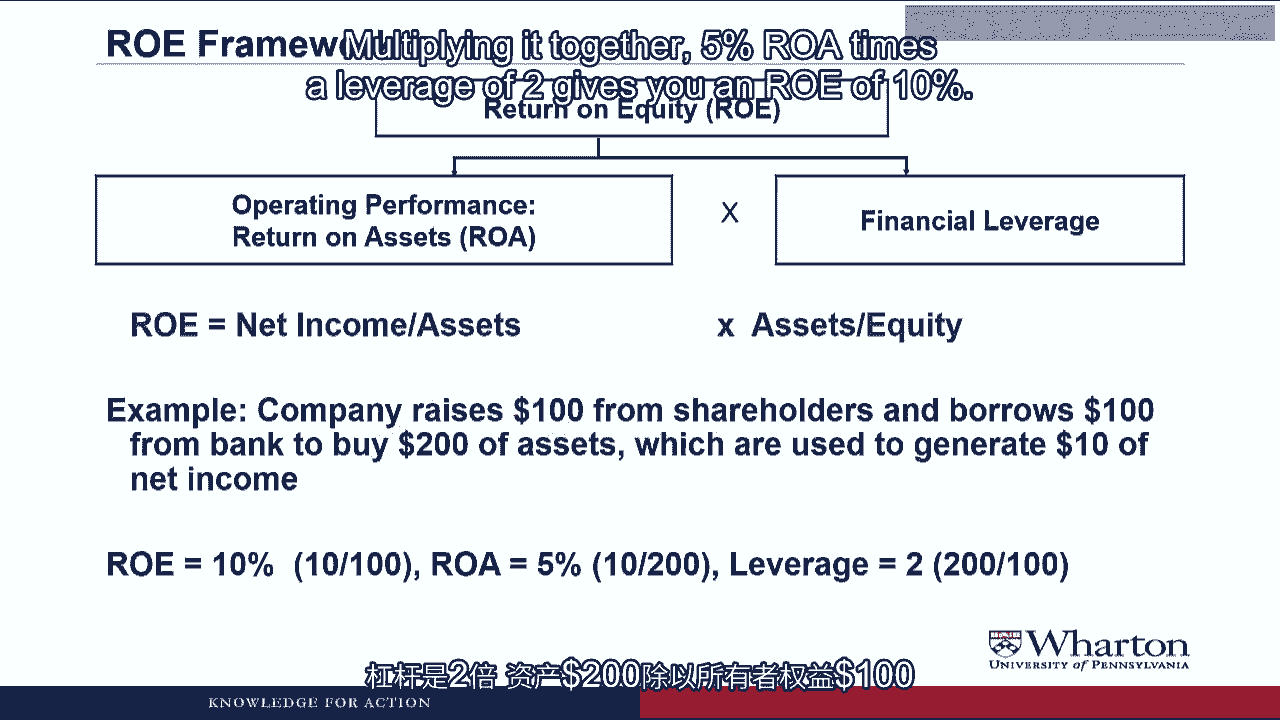 ROE Framework
Multiplying it together, 5% ROA times
a leverage of 2 gives you an ROE of 10%.
Return on Equity (ROE)
Operating Performance:
Return on Assets (ROA)
X
Financial Leverage
ROE = Net Income/Assets x Assets/Equity
Example: Company raises $100 from shareholders and borrows $100
from bank to buy $200 of assets, which are used to generate $10 of
net income
ROE = 10% (10/100), ROA = 5% (10/200), Leverage = 2 (200/100)
Wharton
UNIVERSITY of PENNSYLVANIA
杠杆是2倍 资产$200除以所有者权益$100
KNOWLEDGE FOR ACTION